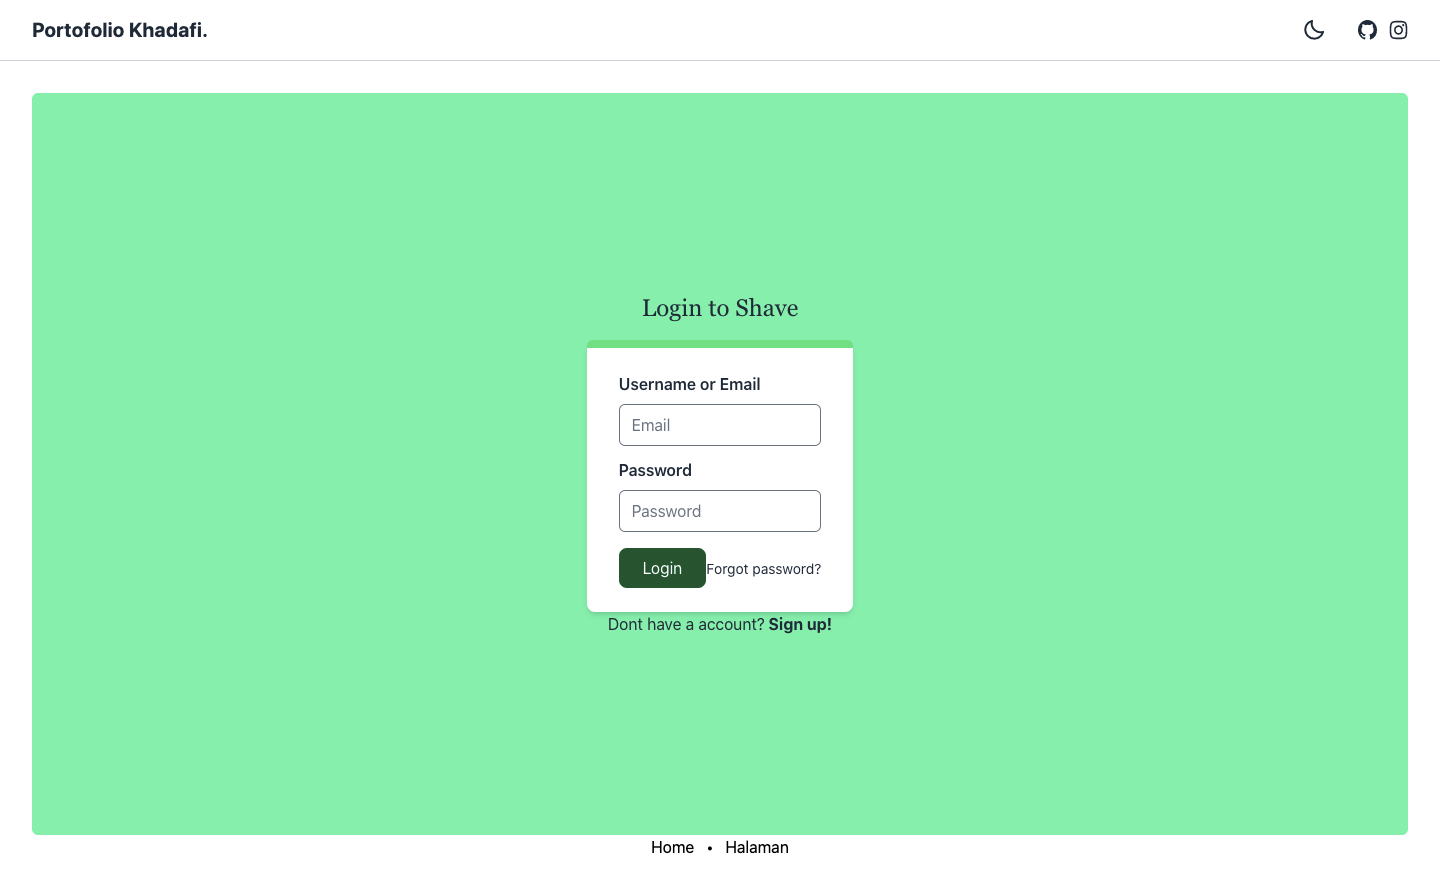 Portofolio Khadafi.
Login to Shave
Username or Email
Email
Password
Password
Login Forgot password?
Dont have a account? Sign up!
Home • Halaman